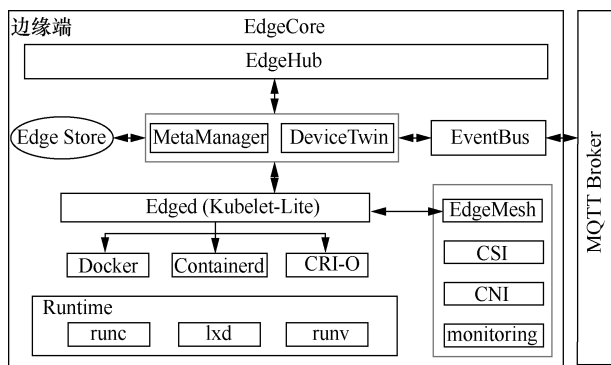 边缘端
EdgeCore
EdgeHub
Edge Store
MetaManager
DeviceTwin
EventBus
MQTT Broker
Edged (Kubelet-Lite)
EdgeMesh
Docker
Containerd
CRI-O
CSI
CNI
Runtime
runc
lxd
runv
monitoring